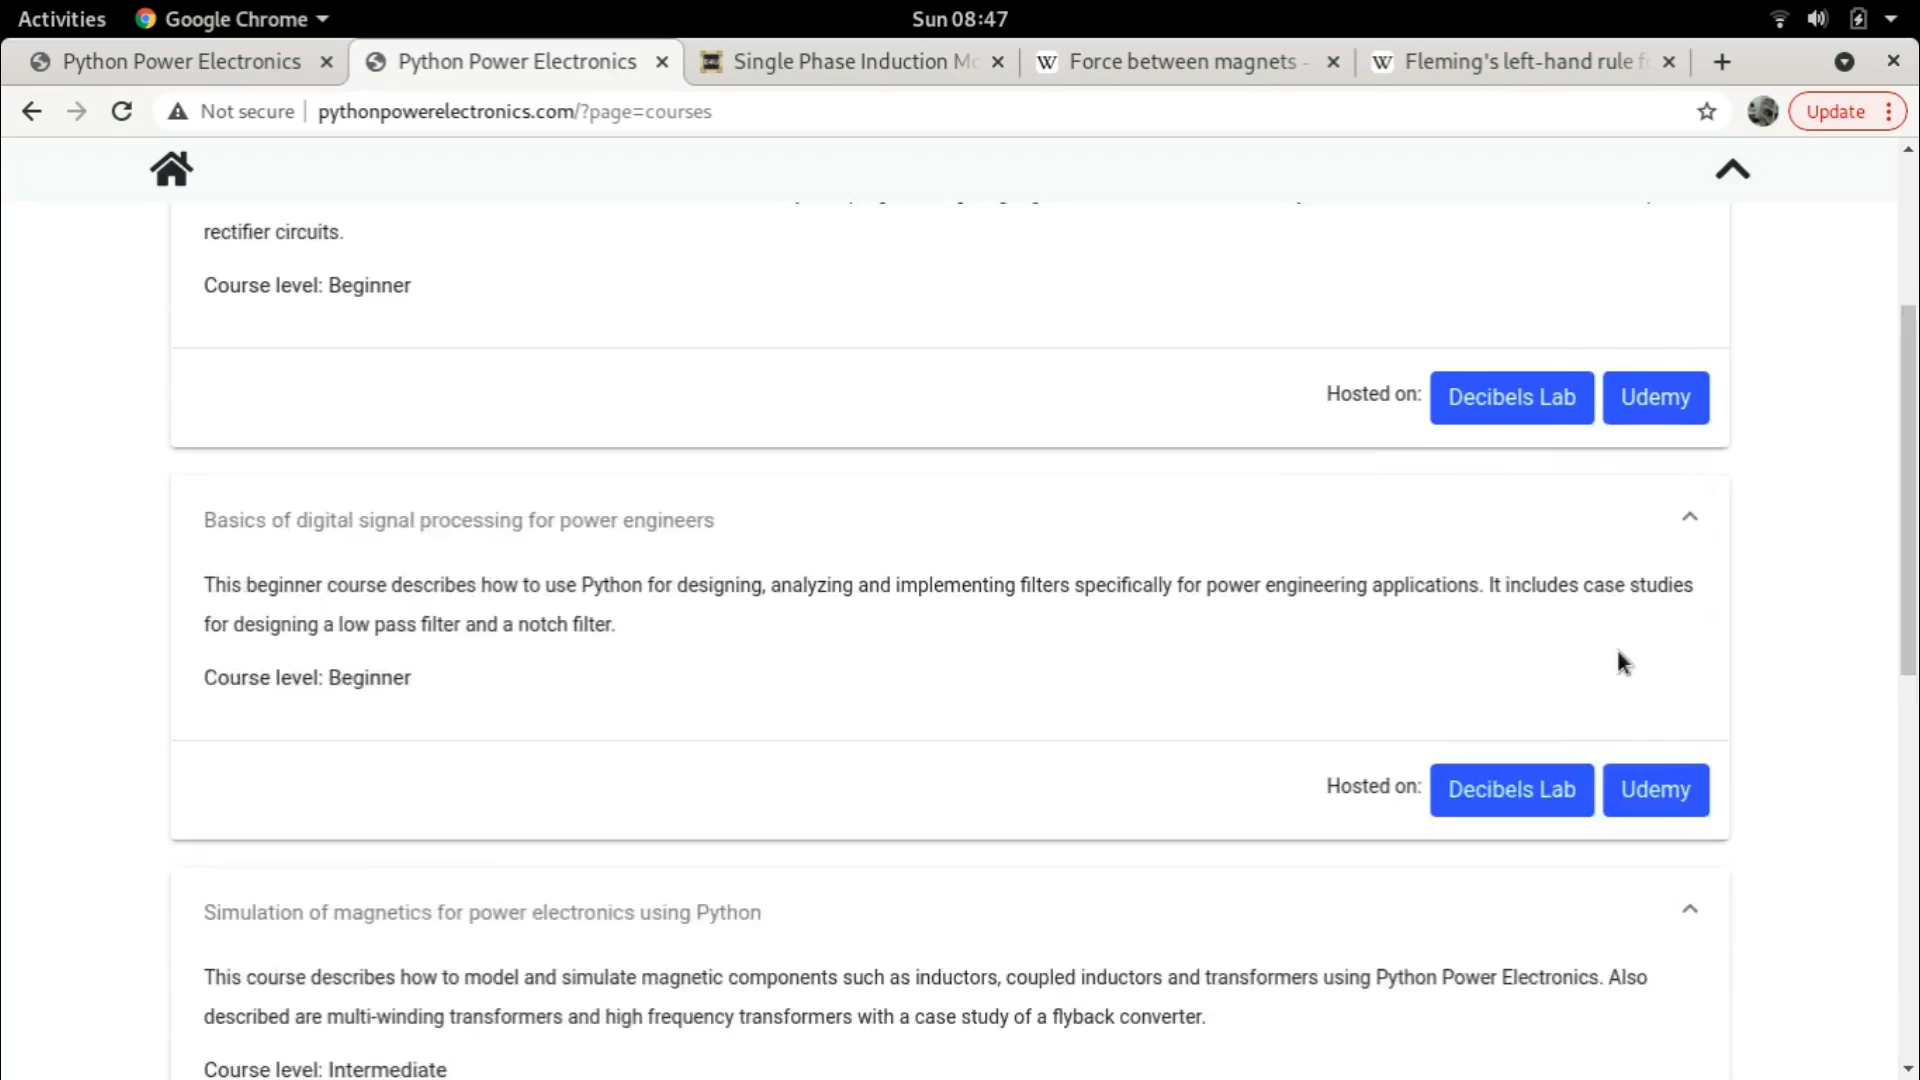 Activities Google Chrome Sun 08:47
Python Power Electronics Python Power Electronics Single Phase Induction Mo Force between magnets - Fleming's left-hand rule f
Not secure pythonpowerelectronics.com/?page=courses Update
rectifier circuits.
Course level: Beginner
Hosted on: Decibels Lab Udemy
Basics of digital signal processing for power engineers
This beginner course describes how to use Python for designing, analyzing and implementing filters specifically for power engineering applications. It includes case studies
for designing a low pass filter and a notch filter.
Course level: Beginner
Hosted on: Decibels Lab Udemy
Simulation of magnetics for power electronics using Python
This course describes how to model and simulate magnetic components such as inductors, coupled inductors and transformers using Python Power Electronics. Also
described are multi-winding transformers and high frequency transformers with a case study of a flyback converter.
Course level: Intermediate